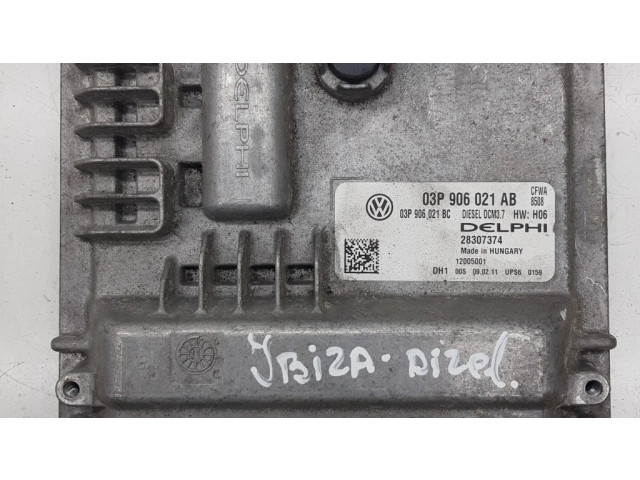 DELPHI
03P 906 021 AB
CFWA
8508
03P 906 021 BC DIESEL DCM3.7 HW: H06
DELPHI
28307374
Made in HUNGARY
12005001
DH1 00S 09.02.11 UPS6 0159
IBIZA-Dizel.